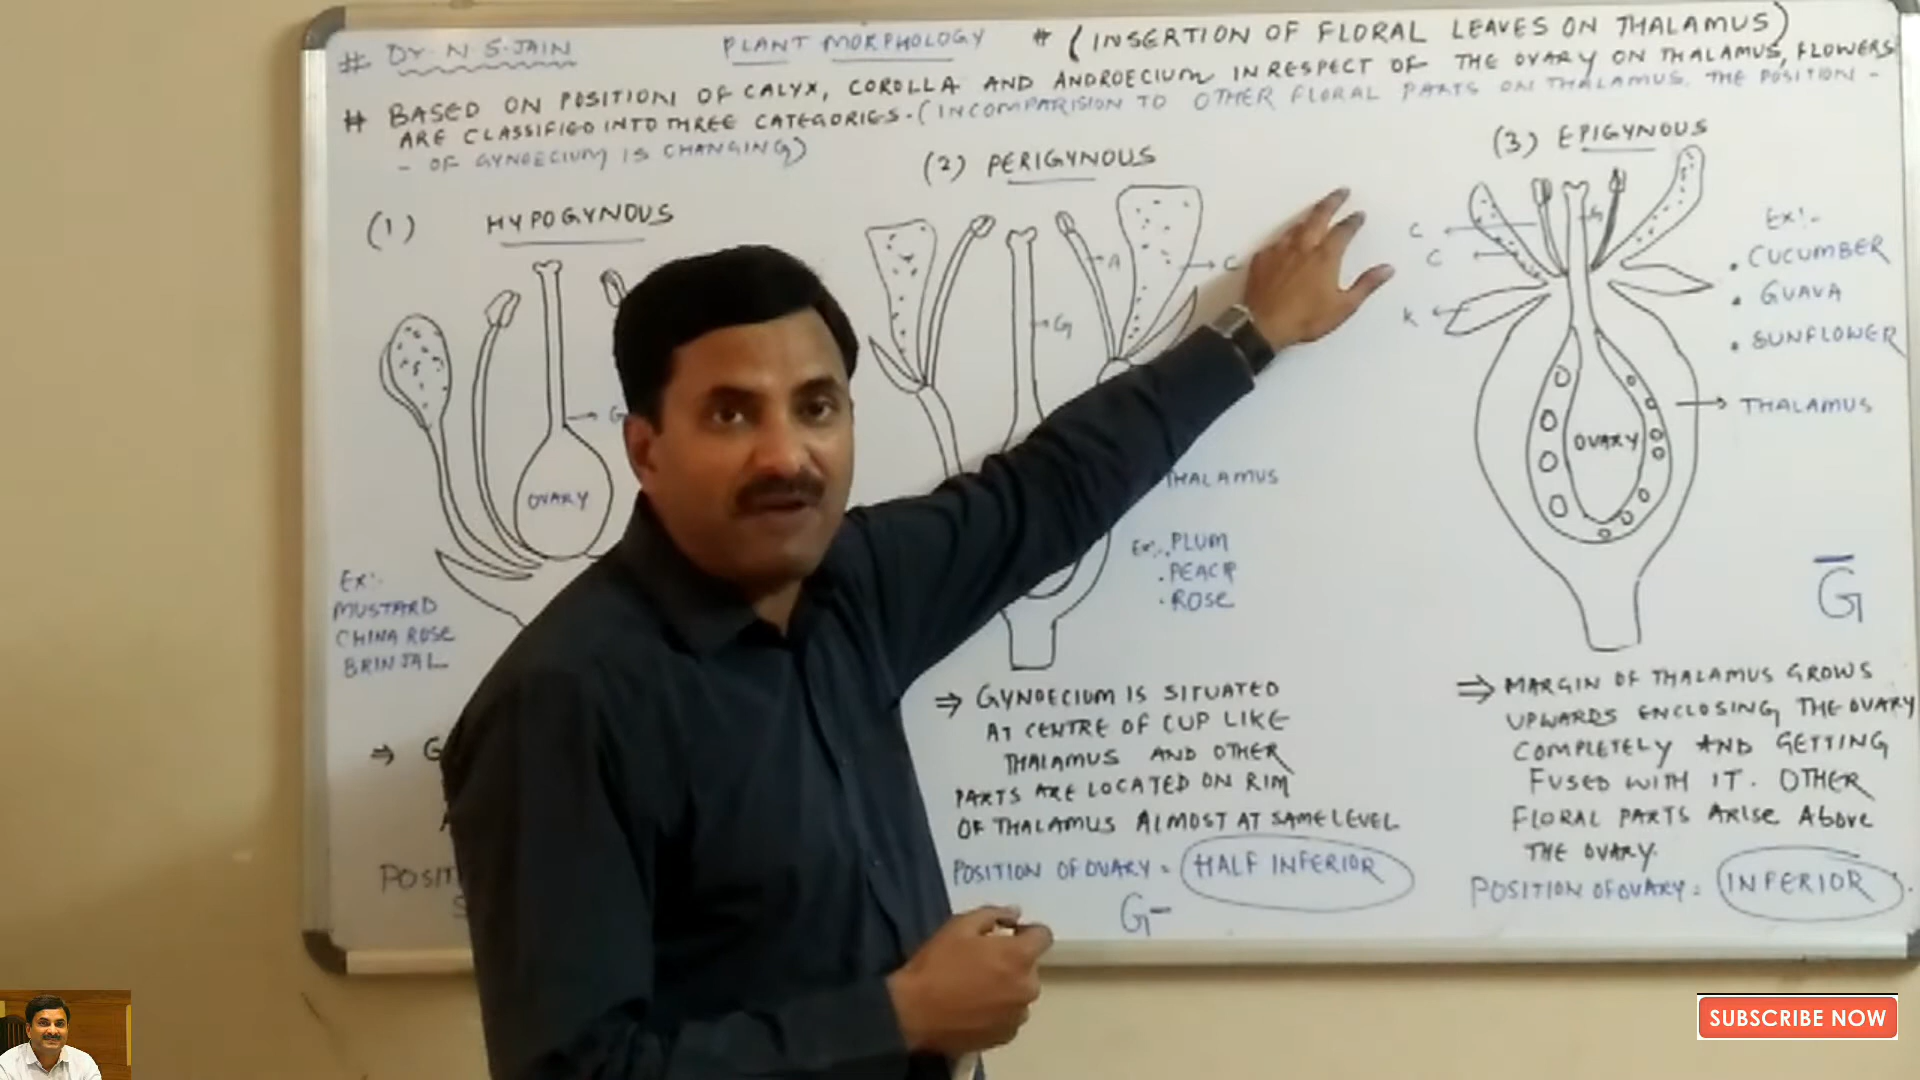 # Dr. N. S. JAIN
PLANT MORPHOLOGY
# (INSERTION OF FLORAL LEAVES ON THALAMUS)
# BASED ON POSITION OF CALYX, COROLLA AND ANDROECIUM IN RESPECT OF THE OVARY ON THALAMUS, FLOWERS
ARE CLASSIFIED INTO THREE CATEGORIES. (INCOMPARISION TO OTHER FLORAL PARTS ON THALAMUS. THE POSITION -
- OF GYNOECIUM IS CHANGING)
(1) HYPOGYNOUS
G
OVARY
Ex:-
MUSTARD
CHINA ROSE
BRINJAL
⇒ G
POSIT
S
(2) PERIGYNOUS
A
C
G
THALAMUS
Ex:- PLUM
. PEACH
. ROSE
⇒ GYNOECIUM IS SITUATED
AT CENTRE OF CUP LIKE
THALAMUS AND OTHER
PARTS ARE LOCATED ON RIM
OF THALAMUS ALMOST AT SAME LEVEL
POSITION OF OVARY = HALF INFERIOR
G-
(3) EPIGYNOUS
G
C
C
K
Ex:-
. CUCUMBER
. GUAVA
. SUNFLOWER
THALAMUS
OVARY
G̅
⇒ MARGIN OF THALAMUS GROWS
UPWARDS ENCLOSING THE OVARY
COMPLETELY AND GETTING
FUSED WITH IT. OTHER
FLORAL PARTS ARISE ABOVE
THE OVARY.
POSITION OF OVARY = INFERIOR
SUBSCRIBE NOW